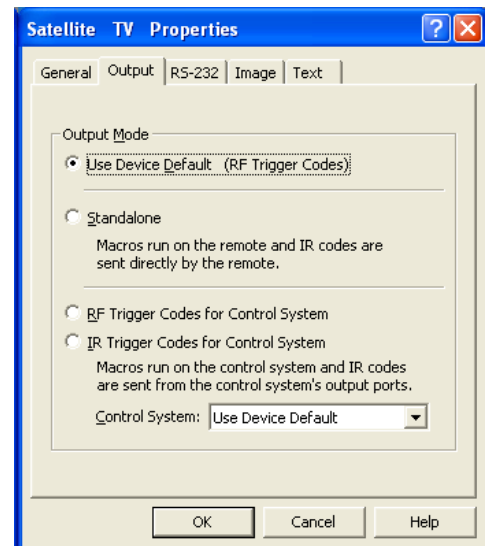 Satellite TV Properties
General Output RS-232 Image Text
Output Mode
Use Device Default (RF Trigger Codes)
Standalone
Macros run on the remote and IR codes are
sent directly by the remote.
RF Trigger Codes for Control System
IR Trigger Codes for Control System
Macros run on the control system and IR codes
are sent from the control system's output ports.
Control System: Use Device Default
OK Cancel Help